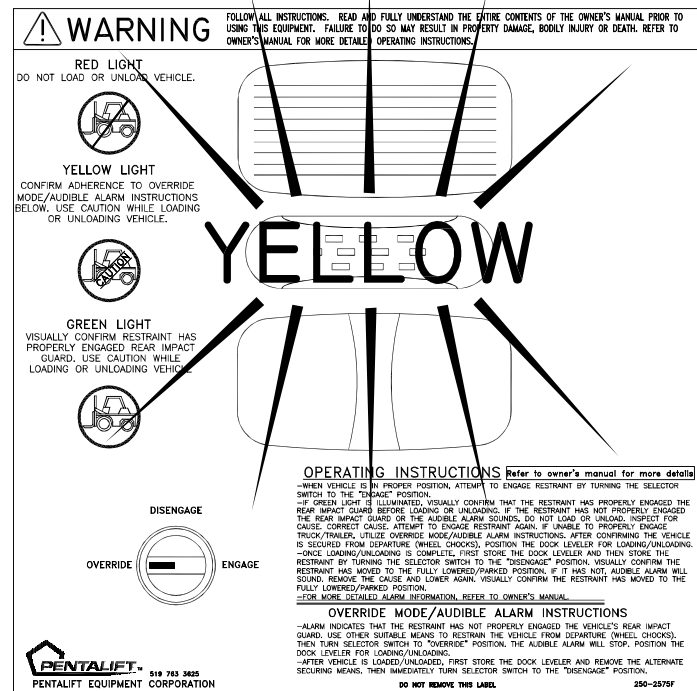 WARNING
FOLLOW ALL INSTRUCTIONS. READ AND FULLY UNDERSTAND THE ENTIRE CONTENTS OF THE OWNER'S MANUAL PRIOR TO
USING THIS EQUIPMENT. FAILURE TO DO SO MAY RESULT IN PROPERTY DAMAGE, BODILY INJURY OR DEATH. REFER TO
OWNER'S MANUAL FOR MORE DETAILED OPERATING INSTRUCTIONS.
RED LIGHT
DO NOT LOAD OR UNLOAD VEHICLE.
YELLOW LIGHT
CONFIRM ADHERENCE TO OVERRIDE
MODE/AUDIBLE ALARM INSTRUCTIONS
BELOW. USE CAUTION WHILE LOADING
OR UNLOADING VEHICLE.
CAUTION
GREEN LIGHT
VISUALLY CONFIRM RESTRAINT HAS
PROPERLY ENGAGED REAR IMPACT
GUARD. USE CAUTION WHILE
LOADING OR UNLOADING VEHICLE
YELLOW
DISENGAGE
OVERRIDE
ENGAGE
OPERATING INSTRUCTIONS Refer to owner's manual for more details
-WHEN VEHICLE IS IN PROPER POSITION, ATTEMPT TO ENGAGE RESTRAINT BY TURNING THE SELECTOR
SWITCH TO THE "ENGAGE" POSITION.
-IF GREEN LIGHT IS ILLUMINATED, VISUALLY CONFIRM THAT THE RESTRAINT HAS PROPERLY ENGAGED THE
REAR IMPACT GUARD BEFORE LOADING OR UNLOADING. IF THE RESTRAINT HAS NOT PROPERLY ENGAGED
THE REAR IMPACT GUARD OR THE AUDIBLE ALARM SOUNDS, DO NOT LOAD OR UNLOAD. INSPECT FOR
CAUSE. CORRECT CAUSE. ATTEMPT TO ENGAGE RESTRAINT AGAIN. IF UNABLE TO PROPERLY ENGAGE
TRUCK/TRAILER, UTILIZE OVERRIDE MODE/AUDIBLE ALARM INSTRUCTIONS. AFTER CONFIRMING THE VEHICLE
IS SECURED FROM DEPARTURE (WHEEL CHOCKS), POSITION THE DOCK LEVELER FOR LOADING/UNLOADING.
-ONCE LOADING/UNLOADING IS COMPLETE, FIRST STORE THE DOCK LEVELER AND THEN STORE THE
RESTRAINT BY TURNING THE SELECTOR SWITCH TO THE "DISENGAGE" POSITION. VISUALLY CONFIRM THE
RESTRAINT HAS MOVED TO THE FULLY LOWERED/PARKED POSITION. IF IT HAS NOT, AUDIBLE ALARM WILL
SOUND. REMOVE THE CAUSE AND LOWER AGAIN. VISUALLY CONFIRM THE RESTRAINT HAS MOVED TO THE
FULLY LOWERED/PARKED POSITION.
-FOR MORE DETAILED ALARM INFORMATION, REFER TO OWNER'S MANUAL.
OVERRIDE MODE/AUDIBLE ALARM INSTRUCTIONS
-ALARM INDICATES THAT THE RESTRAINT HAS NOT PROPERLY ENGAGED THE VEHICLE'S REAR IMPACT
GUARD. USE OTHER SUITABLE MEANS TO RESTRAIN THE VEHICLE FROM DEPARTURE (WHEEL CHOCKS).
THEN TURN SELECTOR SWITCH TO "OVERRIDE" POSITION. THE AUDIBLE ALARM WILL STOP. POSITION THE
DOCK LEVELER FOR LOADING/UNLOADING.
-AFTER VEHICLE IS LOADED/UNLOADED, FIRST STORE THE DOCK LEVELER AND REMOVE THE ALTERNATE
SECURING MEANS. THEN IMMEDIATELY TURN SELECTOR SWITCH TO THE "DISENGAGE" POSITION.
PENTALIFT TM 519 763 3625
PENTALIFT EQUIPMENT CORPORATION
DO NOT REMOVE THIS LABEL
250-2575F